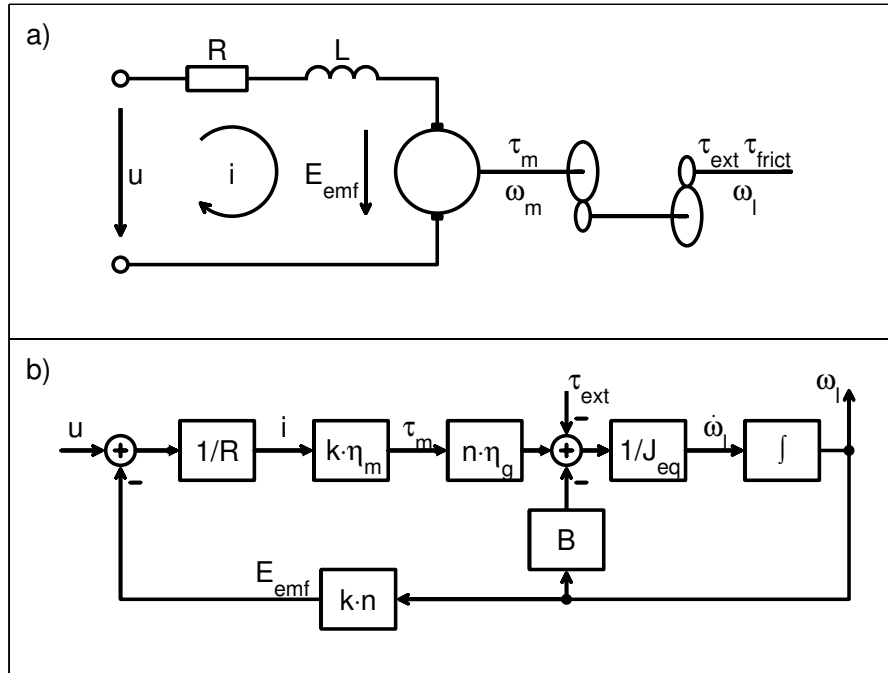 a)
R L
u i E_emf τ_m ω_m τ_ext τ_frict ω_l
b)
τ_ext ω_l
u + 1/R i k·η_m τ_m n·η_g + 1/J_eq ω̇_l ∫
- - -
B
E_emf k·n